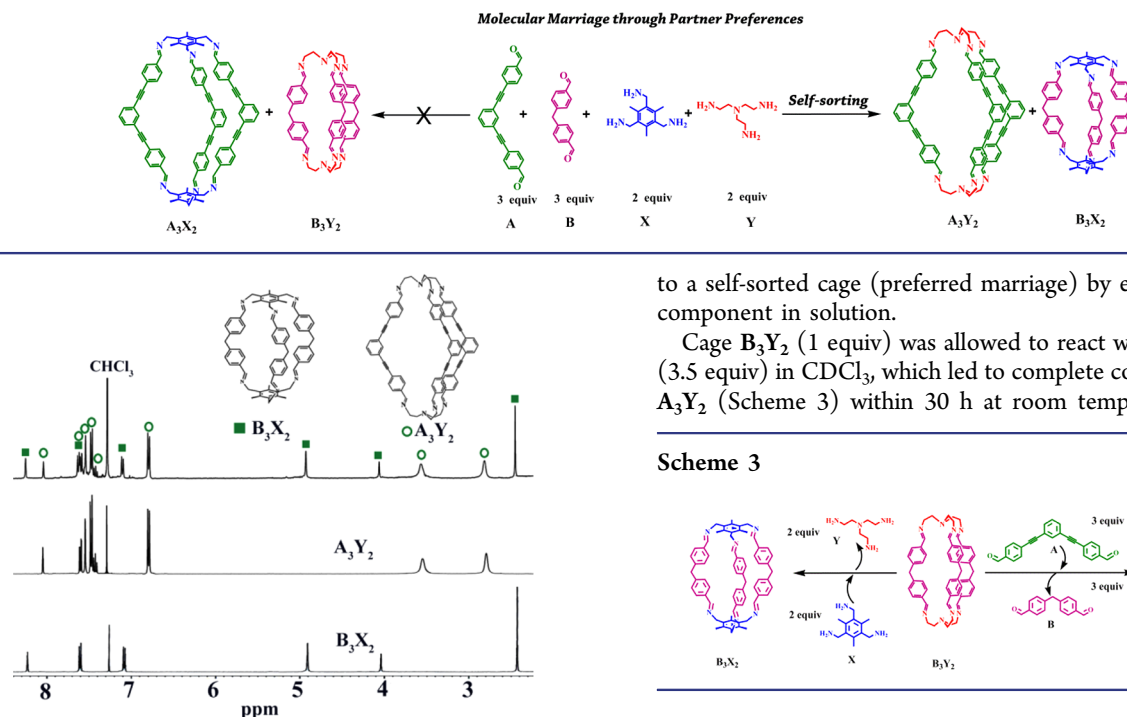 Molecular Marriage through Partner Preferences
X
Self-sorting
3 equiv
3 equiv
2 equiv
2 equiv
A
B
X
Y
A3X2
B3Y2
A3Y2
B3X2
CHCl3
B3X2
A3Y2
A3Y2
B3X2
8 7 6 5 4 3
ppm
to a self-sorted cage (preferred marriage) by e
component in solution.
Cage B3Y2 (1 equiv) was allowed to react w
(3.5 equiv) in CDCl3, which led to complete co
A3Y2 (Scheme 3) within 30 h at room temp
Scheme 3
2 equiv
Y
3 equiv
A
3 equiv
B
2 equiv
X
B3X2
B3Y2